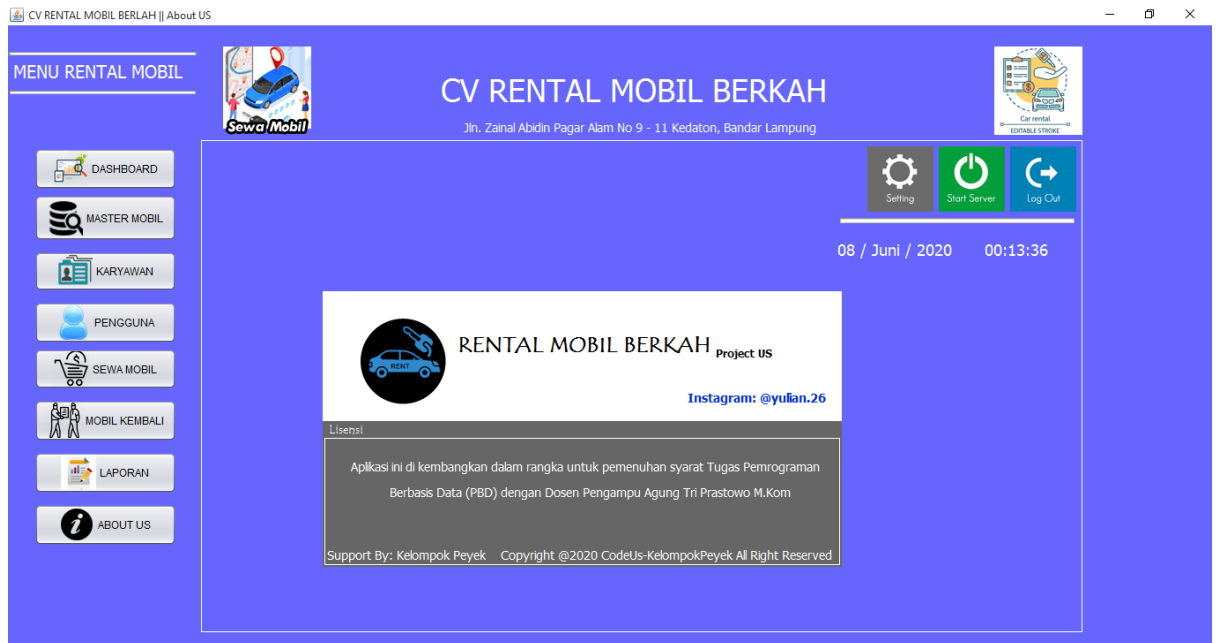 CV RENTAL MOBIL BERLAH || About US
MENU RENTAL MOBIL
Sewa Mobil
CV RENTAL MOBIL BERKAH
Jln. Zainal Abidin Pagar Alam No 9 - 11 Kedaton, Bandar Lampung
Car rental
EDITABLE STROKE
DASHBOARD
MASTER MOBIL
KARYAWAN
PENGGUNA
SEWA MOBIL
MOBIL KEMBALI
LAPORAN
ABOUT US
Setting
Start Server
Log Out
08 / Juni / 2020 00:13:36
RENT
RENTAL MOBIL BERKAH Project US
Instagram: @yulian.26
Lisensi
Aplikasi ini di kembangkan dalam rangka untuk pemenuhan syarat Tugas Pemrograman
Berbasis Data (PBD) dengan Dosen Pengampu Agung Tri Prastowo M.Kom
Support By: Kelompok Peyek Copyright @2020 CodeUs-KelompokPeyek All Right Reserved